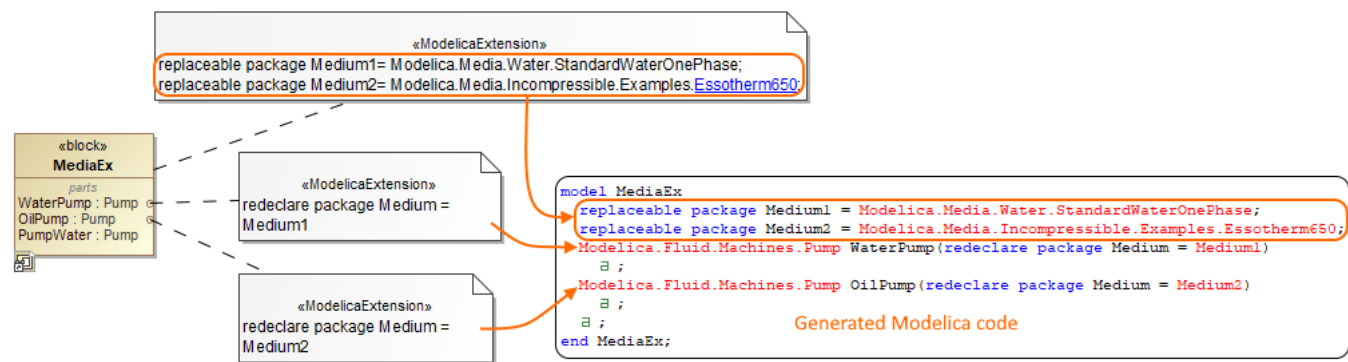 «ModelicaExtension»
replaceable package Medium1= Modelica.Media.Water.StandardWaterOnePhase;
replaceable package Medium2= Modelica.Media.Incompressible.Examples.Essotherm650;
«block»
MediaEx
parts
WaterPump : Pump
OilPump : Pump
PumpWater : Pump
«ModelicaExtension»
redeclare package Medium =
Medium1
«ModelicaExtension»
redeclare package Medium =
Medium2
model MediaEx
replaceable package Medium1 = Modelica.Media.Water.StandardWaterOnePhase;
replaceable package Medium2 = Modelica.Media.Incompressible.Examples.Essotherm650;
Modelica.Fluid.Machines.Pump WaterPump(redeclare package Medium = Medium1)
a ;
Modelica.Fluid.Machines.Pump OilPump(redeclare package Medium = Medium2)
a ;
a ;
end MediaEx;
Generated Modelica code